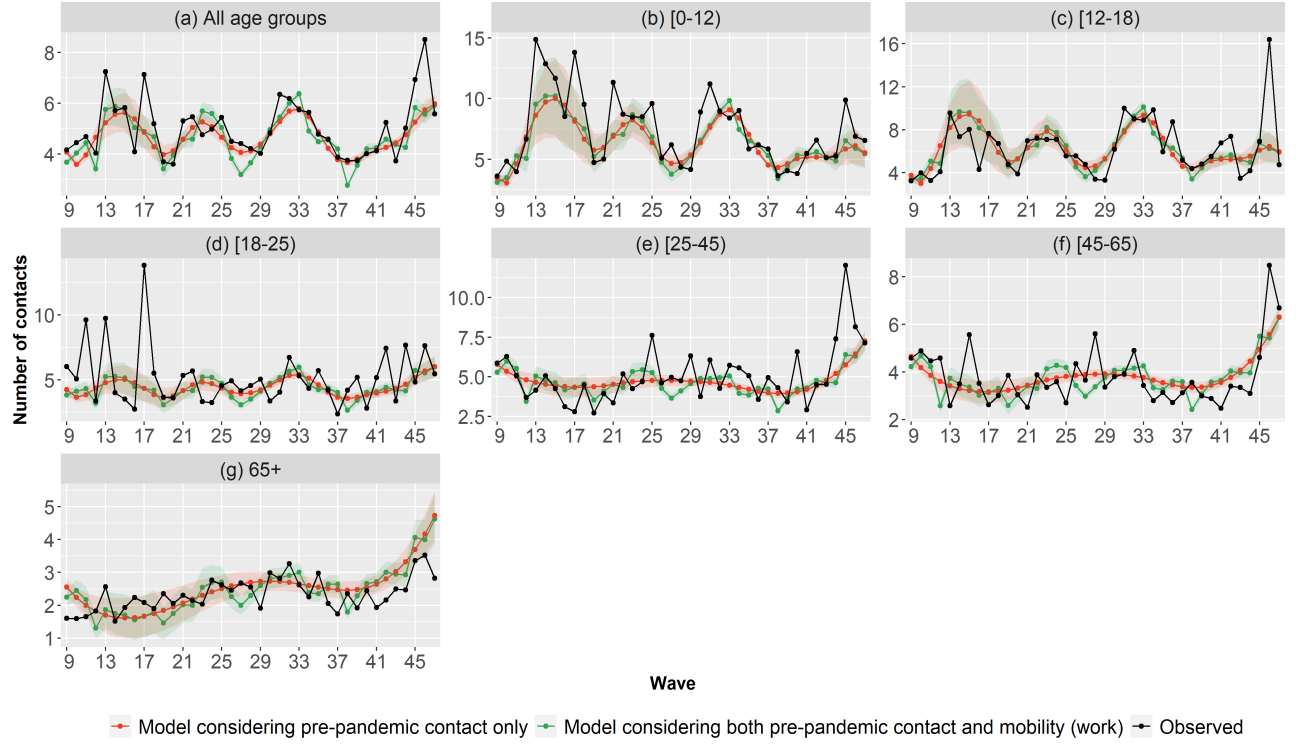 (a) All age groups
(b) [0-12)
(c) [12-18)
8
6
4
9 13 17 21 25 29 33 37 41 45
15
10
5
9 13 17 21 25 29 33 37 41 45
16
12
8
4
9 13 17 21 25 29 33 37 41 45
(d) [18-25)
(e) [25-45)
(f) [45-65)
10
5
9 13 17 21 25 29 33 37 41 45
10.0
7.5
5.0
2.5
9 13 17 21 25 29 33 37 41 45
8
6
4
2
9 13 17 21 25 29 33 37 41 45
Number of contacts
(g) 65+
5
4
3
2
1
9 13 17 21 25 29 33 37 41 45
Wave
Model considering pre-pandemic contact only Model considering both pre-pandemic contact and mobility (work) Observed